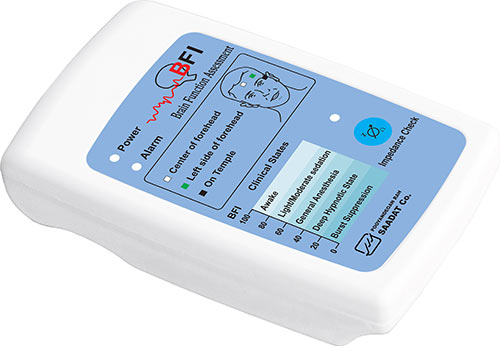 BFI
Brain Function Assessment
Power
Alarm
Center of forehead
Left side of forehead
On Temple
BFI
Clinical States
100
80
60
40
20
0
Awake
Light/Moderate sedation
General Anesthesia
Deep Hypnotic State
Burst Suppression
Impedance Check
POOYANDEGAN RAH
SAADAT Co.